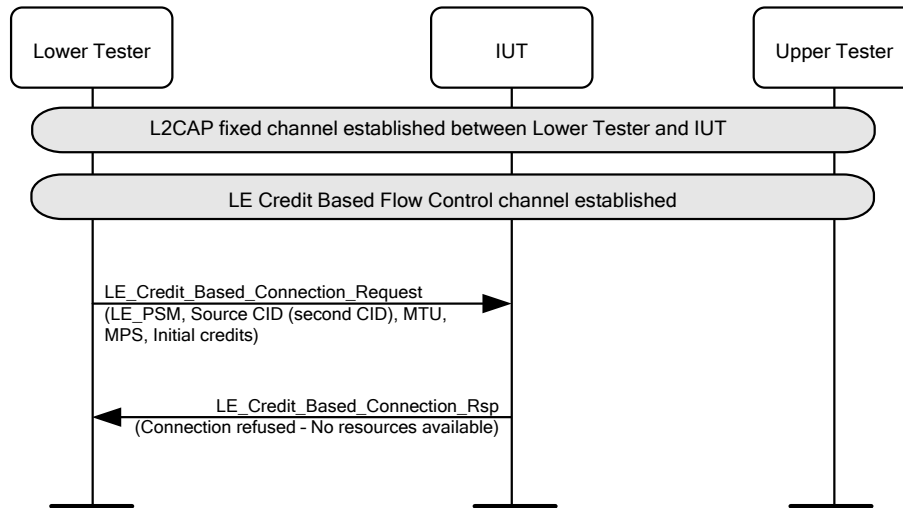 Lower Tester
IUT
Upper Tester
L2CAP fixed channel established between Lower Tester and IUT
LE Credit Based Flow Control channel established
LE_Credit_Based_Connection_Request
(LE_PSM, Source CID (second CID), MTU,
MPS, Initial credits)
LE_Credit_Based_Connection_Rsp
(Connection refused - No resources available)